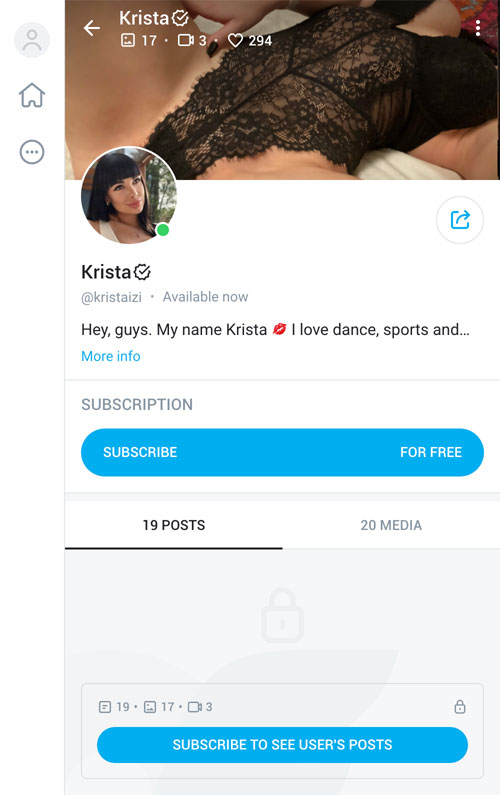 Krista
17 • 3 • 294
Krista
@kristaizi • Available now
Hey, guys. My name Krista 💋 I love dance, sports and...
More info
SUBSCRIPTION
SUBSCRIBE FOR FREE
19 POSTS 20 MEDIA
19 • 17 • 3
SUBSCRIBE TO SEE USER'S POSTS